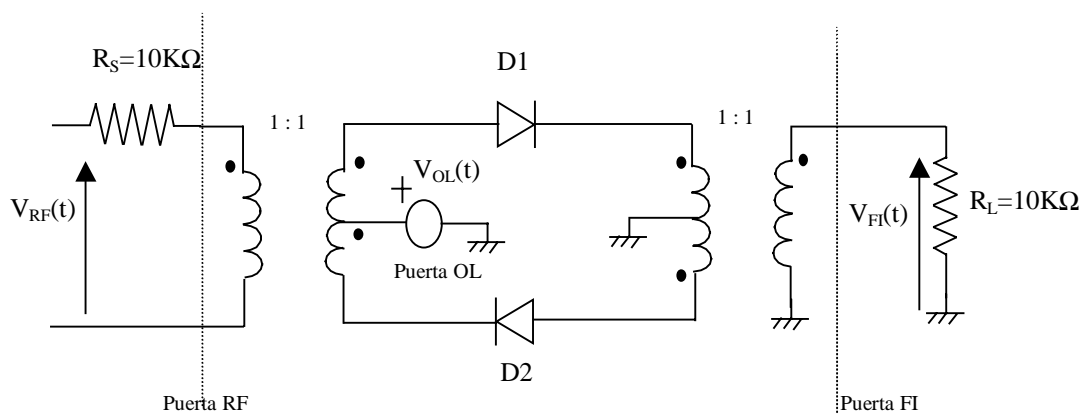 R_S=10KΩ
D1
1 : 1
1 : 1
V_OL(t)
+
V_RF(t)
V_FI(t)
R_L=10KΩ
Puerta OL
D2
Puerta RF
Puerta FI